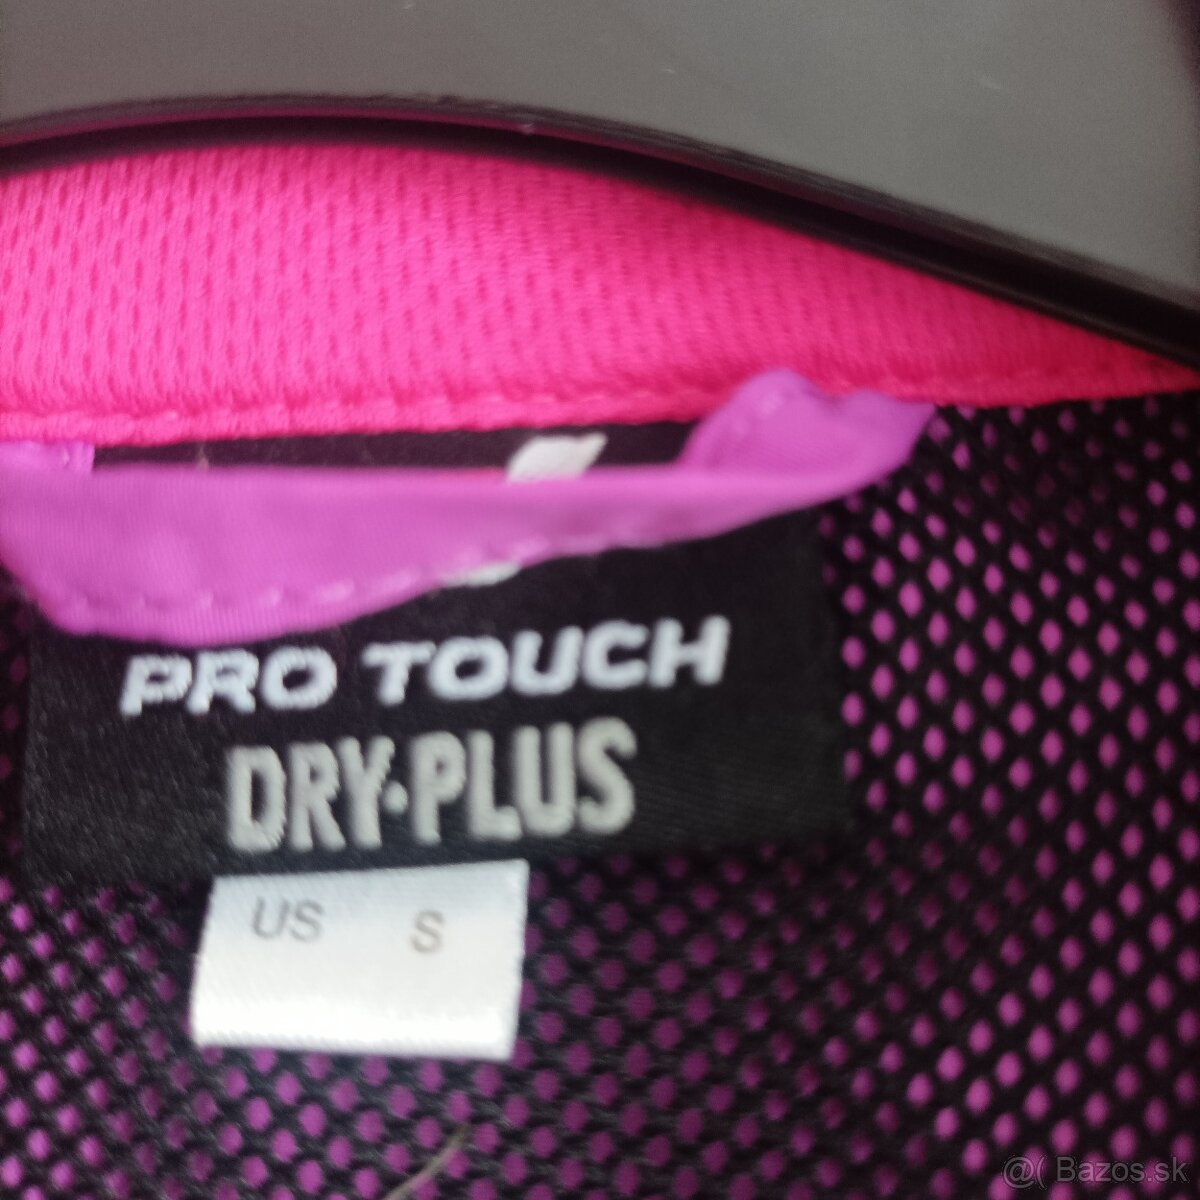 PRO TOUCH
DRY·PLUS
US S
@( Bazos.sk